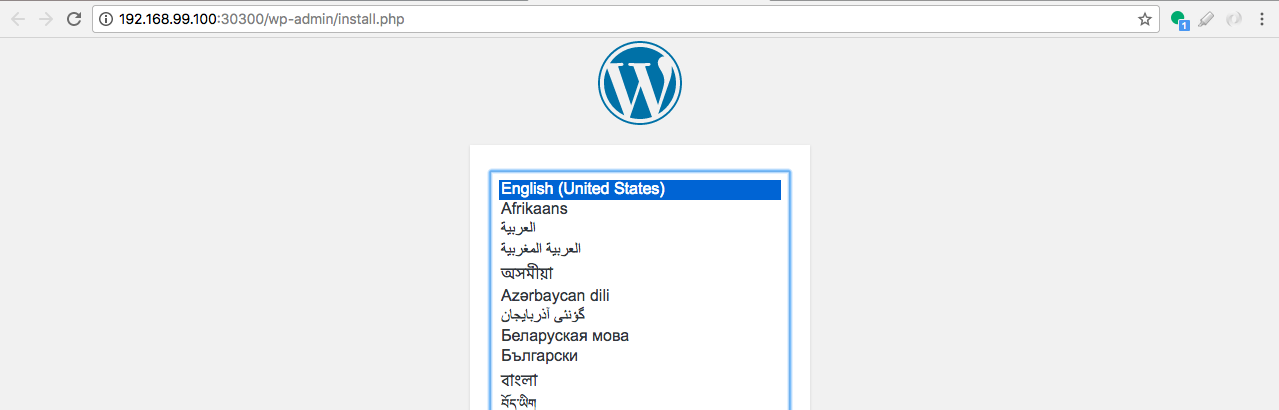 192.168.99.100:30300/wp-admin/install.php
1
W
English (United States)
Afrikaans
العربية
العربية المغربية
অসমীয়া
Azərbaycan dili
گؤنئی آذربایجان
Беларуская мова
Български
বাংলা
བོད་ཡིག